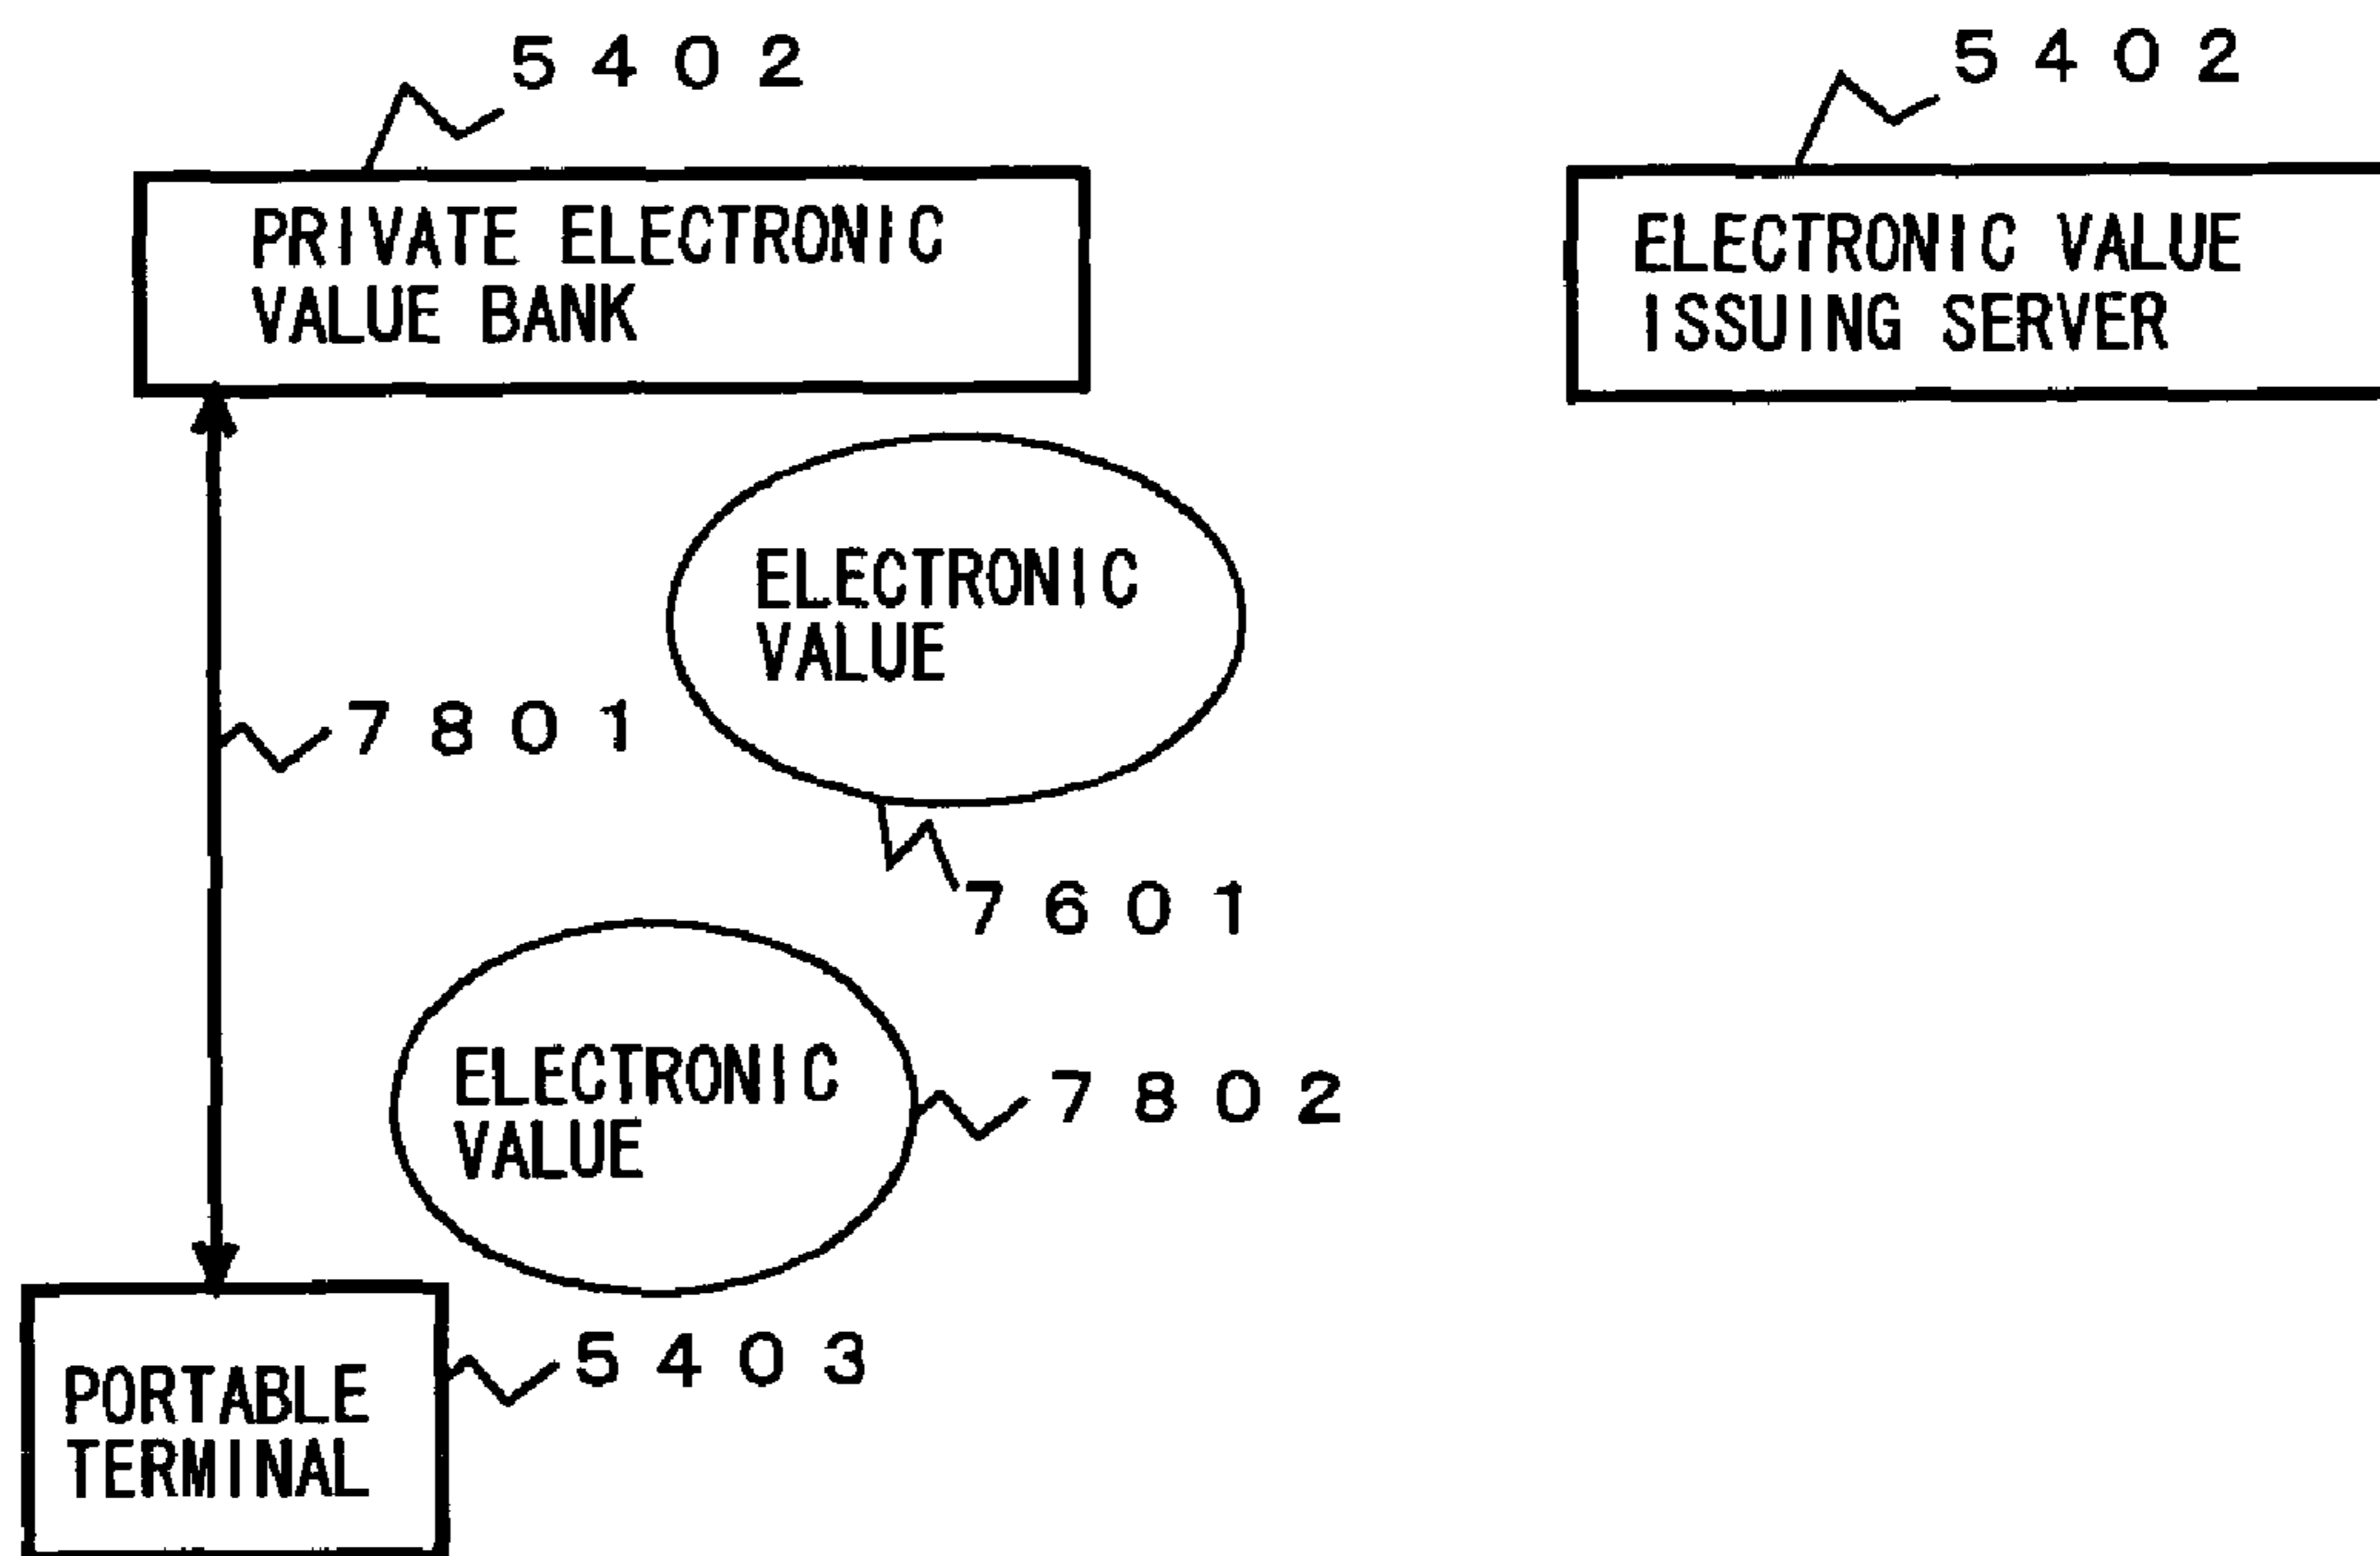 5402
5402
PRIVATE ELECTRONIC
VALUE BANK
ELECTRONIC VALUE
ISSUING SERVER
ELECTRONIC
VALUE
7801
7601
ELECTRONIC
VALUE
7802
5403
PORTABLE
TERMINAL